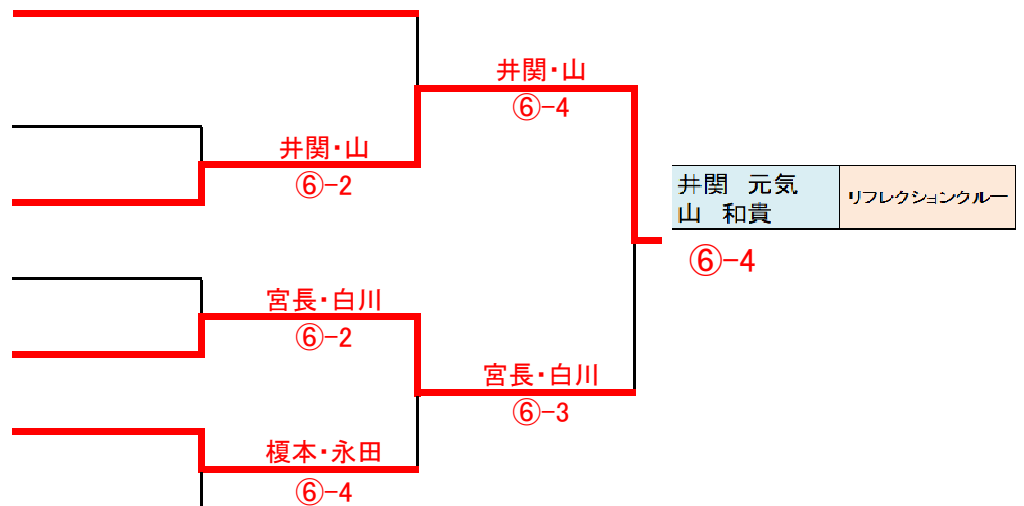 井関・山
⑥-4
井関・山
⑥-2
井関 元気
山 和貴
リフレクションクルー
⑥-4
宮長・白川
⑥-2
宮長・白川
⑥-3
榎本・永田
⑥-4